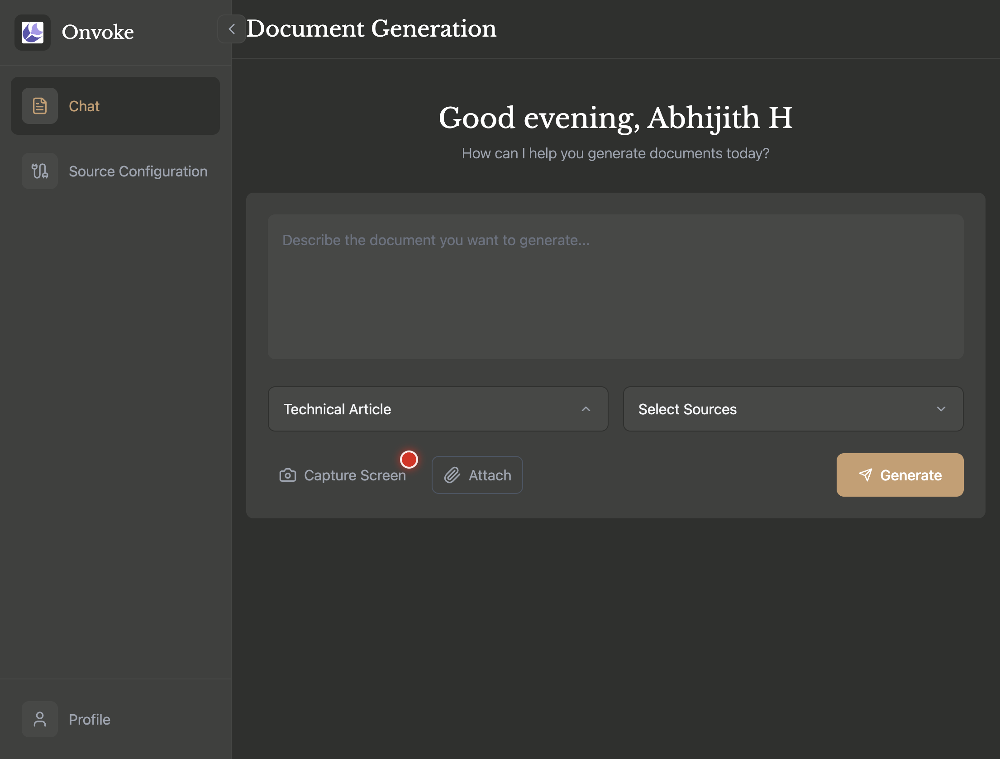 Onvoke
Document Generation
Chat
Source Configuration
Good evening, Abhijith H
How can I help you generate documents today?
Describe the document you want to generate...
Technical Article
Select Sources
Capture Screen
Attach
Generate
Profile